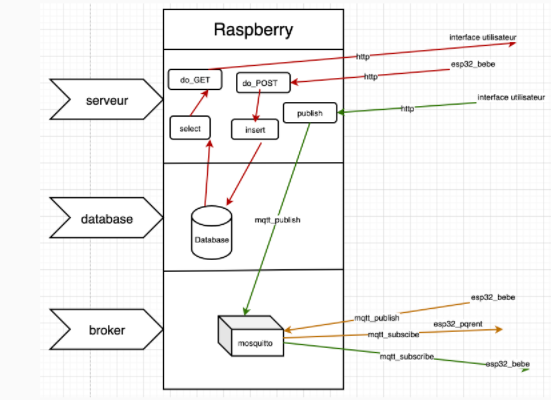 Raspberry
interface utilisateur
http
do_GET
do_POST
http
esp32_bebe
serveur
publish
http
interface utilisateur
select
insert
database
mqtt_publish
Database
esp32_bebe
mqtt_publish
esp32_pqrent
broker
mosquitto
mqtt_subscibe
mqtt_subscribe
esp32_bebe